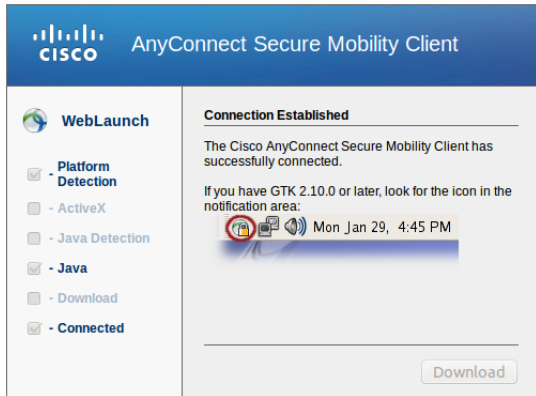 CISCO
AnyConnect Secure Mobility Client
WebLaunch
- Platform
Detection
- ActiveX
- Java Detection
- Java
- Download
- Connected
Connection Established
The Cisco AnyConnect Secure Mobility Client has
successfully connected.
If you have GTK 2.10.0 or later, look for the icon in the
notification area:
Mon Jan 29, 4:45 PM
Download